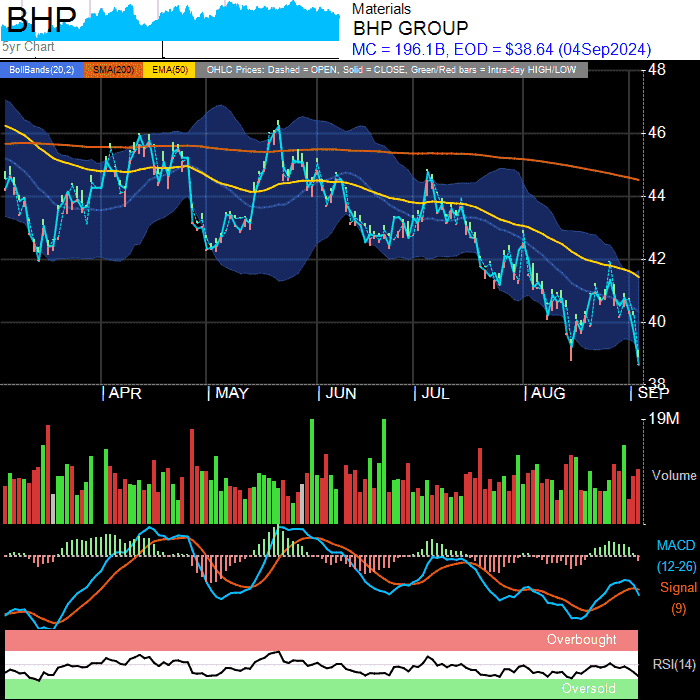 BHP
5yr Chart
Materials
BHP GROUP
MC = 196.1B, EOD = $38.64 (04Sep2024)
BollBands(20,2) SMA(200) EMA(50) OHLC Prices: Dashed = OPEN, Solid = CLOSE, Green/Red bars = Intra-day HIGH/LOW
48
46
44
42
40
38
APR MAY JUN JUL AUG SEP
19M
Volume
MACD
(12-26)
Signal
(9)
Overbought
RSI(14)
Oversold